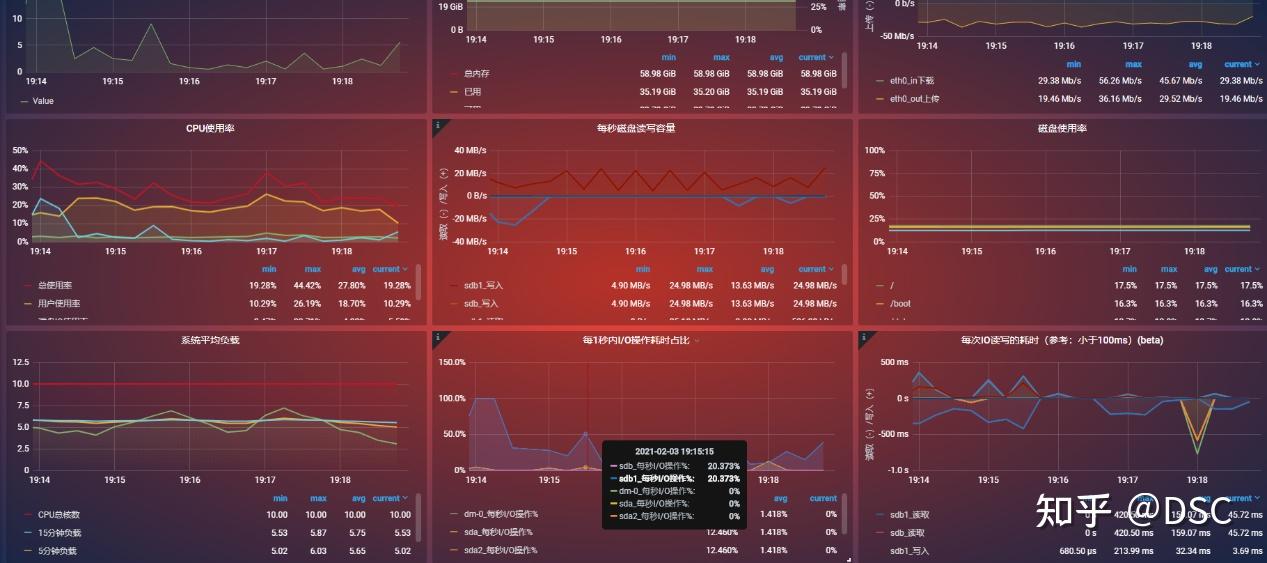 10
5
0
19:14 19:15 19:16 19:17 19:18
Value
19 GiB 25%
0 B 0%
19:14 19:15 19:16 19:17 19:18
min max avg current
总内存 58.98 GiB 58.98 GiB 58.98 GiB 58.98 GiB
已用 35.19 GiB 35.20 GiB 35.19 GiB 35.19 GiB
上传 (-)
0 b/s
-50 Mb/s
19:14 19:15 19:16 19:17 19:18
min max avg current
eth0_in下载 29.38 Mb/s 56.26 Mb/s 45.67 Mb/s 29.38 Mb/s
eth0_out上传 19.46 Mb/s 36.16 Mb/s 29.52 Mb/s 19.46 Mb/s
CPU使用率
50%
40%
30%
20%
10%
0%
19:14 19:15 19:16 19:17 19:18
min max avg current
总使用率 19.28% 44.42% 27.80% 19.28%
用户使用率 10.29% 26.19% 18.70% 10.29%
每秒磁盘读写容量
读取 (-) /写入 (+)
40 MB/s
20 MB/s
0 B/s
-20 MB/s
-40 MB/s
19:14 19:15 19:16 19:17 19:18
min max avg current
sdb1_写入 4.90 MB/s 24.98 MB/s 13.63 MB/s 24.98 MB/s
sdb_写入 4.90 MB/s 24.98 MB/s 13.63 MB/s 24.98 MB/s
磁盘使用率
100%
75%
50%
25%
0%
19:14 19:15 19:16 19:17 19:18
min max avg current
/ 17.5% 17.5% 17.5% 17.5%
/boot 16.3% 16.3% 16.3% 16.3%
系统平均负载
12.5
10.0
7.5
5.0
2.5
0
19:14 19:15 19:16 19:17 19:18
min max avg current
CPU总核数 10.00 10.00 10.00 10.00
15分钟负载 5.53 5.87 5.75 5.53
5分钟负载 5.02 6.03 5.65 5.02
每1秒内I/O操作耗时占比
150.0%
100.0%
50.0%
0%
19:14 19:15 19:18
2021-02-03 19:15:15
sdb_每秒I/O操作%: 20.373%
sdb1_每秒I/O操作%: 20.373%
dm-0_每秒I/O操作%: 0%
sda_每秒I/O操作%: 0%
sda2_每秒I/O操作%: 0%
avg current
dm-0_每秒I/O操作% 1.418% 0%
sda_每秒I/O操作% 12.460% 1.418% 0%
sda2_每秒I/O操作% 12.460% 1.418% 0%
每次IO读写的耗时（参考：小于100ms）(beta)
读取 (-) /写入 (+)
500 ms
0 s
-500 ms
-1.0 s
19:14 19:15 19:16 19:17 19:18
min max avg current
sdb1_读取 45.72 ms
sdb_读取 0 s 420.50 ms 159.07 ms 45.72 ms
sdb1_写入 680.50 µs 213.99 ms 32.34 ms 3.69 ms
知乎 @DSC